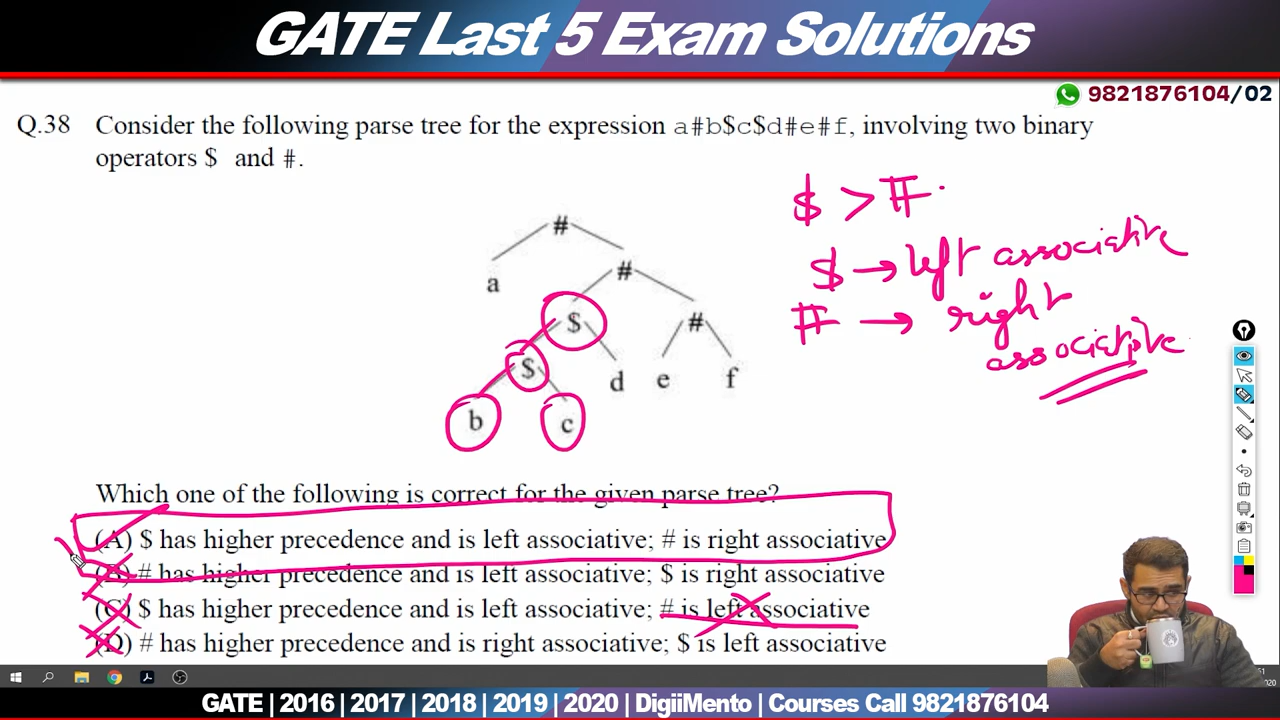 GATE Last 5 Exam Solutions
9821876104/02
Q.38 Consider the following parse tree for the expression a#b$c$d#e#f, involving two binary
operators $ and #.
$ > #
$ → left associative
# → right
associative
#
a
#
$
#
$
d
e
f
b
c
Which one of the following is correct for the given parse tree?
(A) $ has higher precedence and is left associative; # is right associative
(B) # has higher precedence and is left associative; $ is right associative
(C) $ has higher precedence and is left associative; # is left associative
(D) # has higher precedence and is right associative; $ is left associative
GATE | 2016 | 2017 | 2018 | 2019 | 2020 | DigiiMento | Courses Call 9821876104